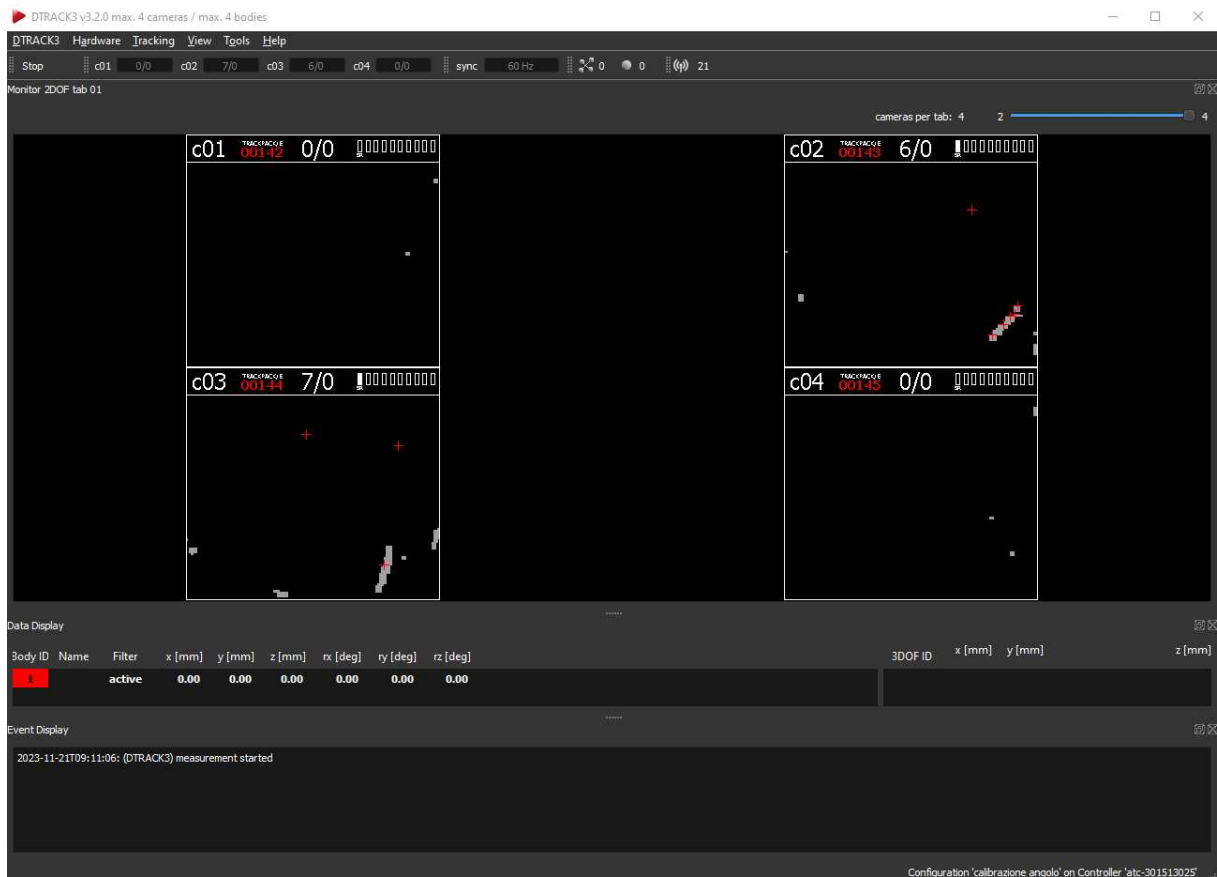 DTRACK3 v3.2.0 max. 4 cameras / max. 4 bodies
DTRACK3 Hardware Tracking View Tools Help
Stop c01 0/0 c02 7/0 c03 6/0 c04 0/0 sync 60 Hz 0 0 21
Monitor 2DOF tab 01
cameras per tab: 4 2 4
c01 TRACKPACK/E 00142 0/0
c02 TRACKPACK/E 00143 6/0
c03 TRACKPACK/E 00144 7/0
c04 TRACKPACK/E 00145 0/0
Data Display
Body ID Name Filter x [mm] y [mm] z [mm] rx [deg] ry [deg] rz [deg]
1 active 0.00 0.00 0.00 0.00 0.00 0.00
3DOF ID x [mm] y [mm] z [mm]
Event Display
2023-11-21T09:11:06: (DTRACK3) measurement started
Configuration 'calibrazione angolo' on Controller 'atc-301513025'